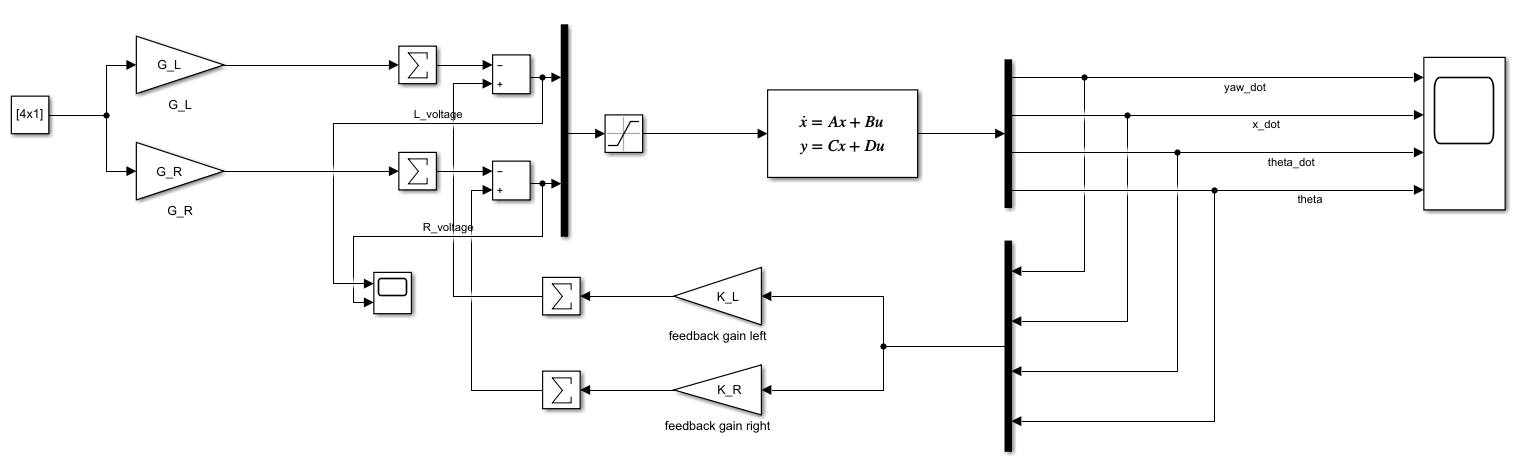 [4x1]
G_L
G_L
G_R
G_R
Σ
−
+
L_voltage
Σ
−
+
R_voltage
ẋ = Ax + Bu
y = Cx + Du
yaw_dot
x_dot
theta_dot
theta
Σ
K_L
feedback gain left
Σ
K_R
feedback gain right